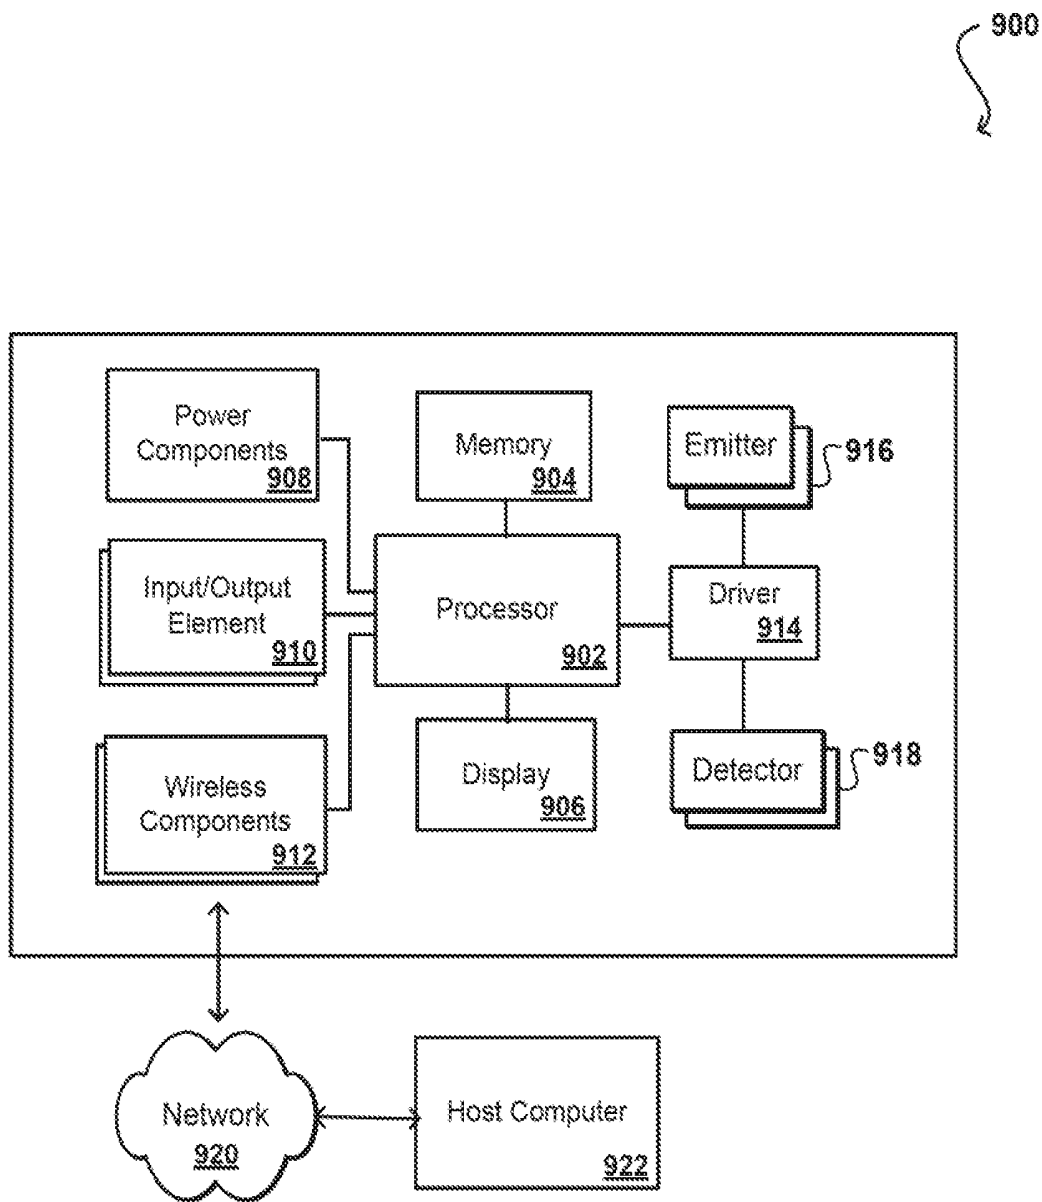 900
Power
Components
908
Memory
904
Emitter
916
Input/Output
Element
910
Processor
902
Driver
914
Wireless
Components
912
Display
906
Detector
918
Network
920
Host Computer
922